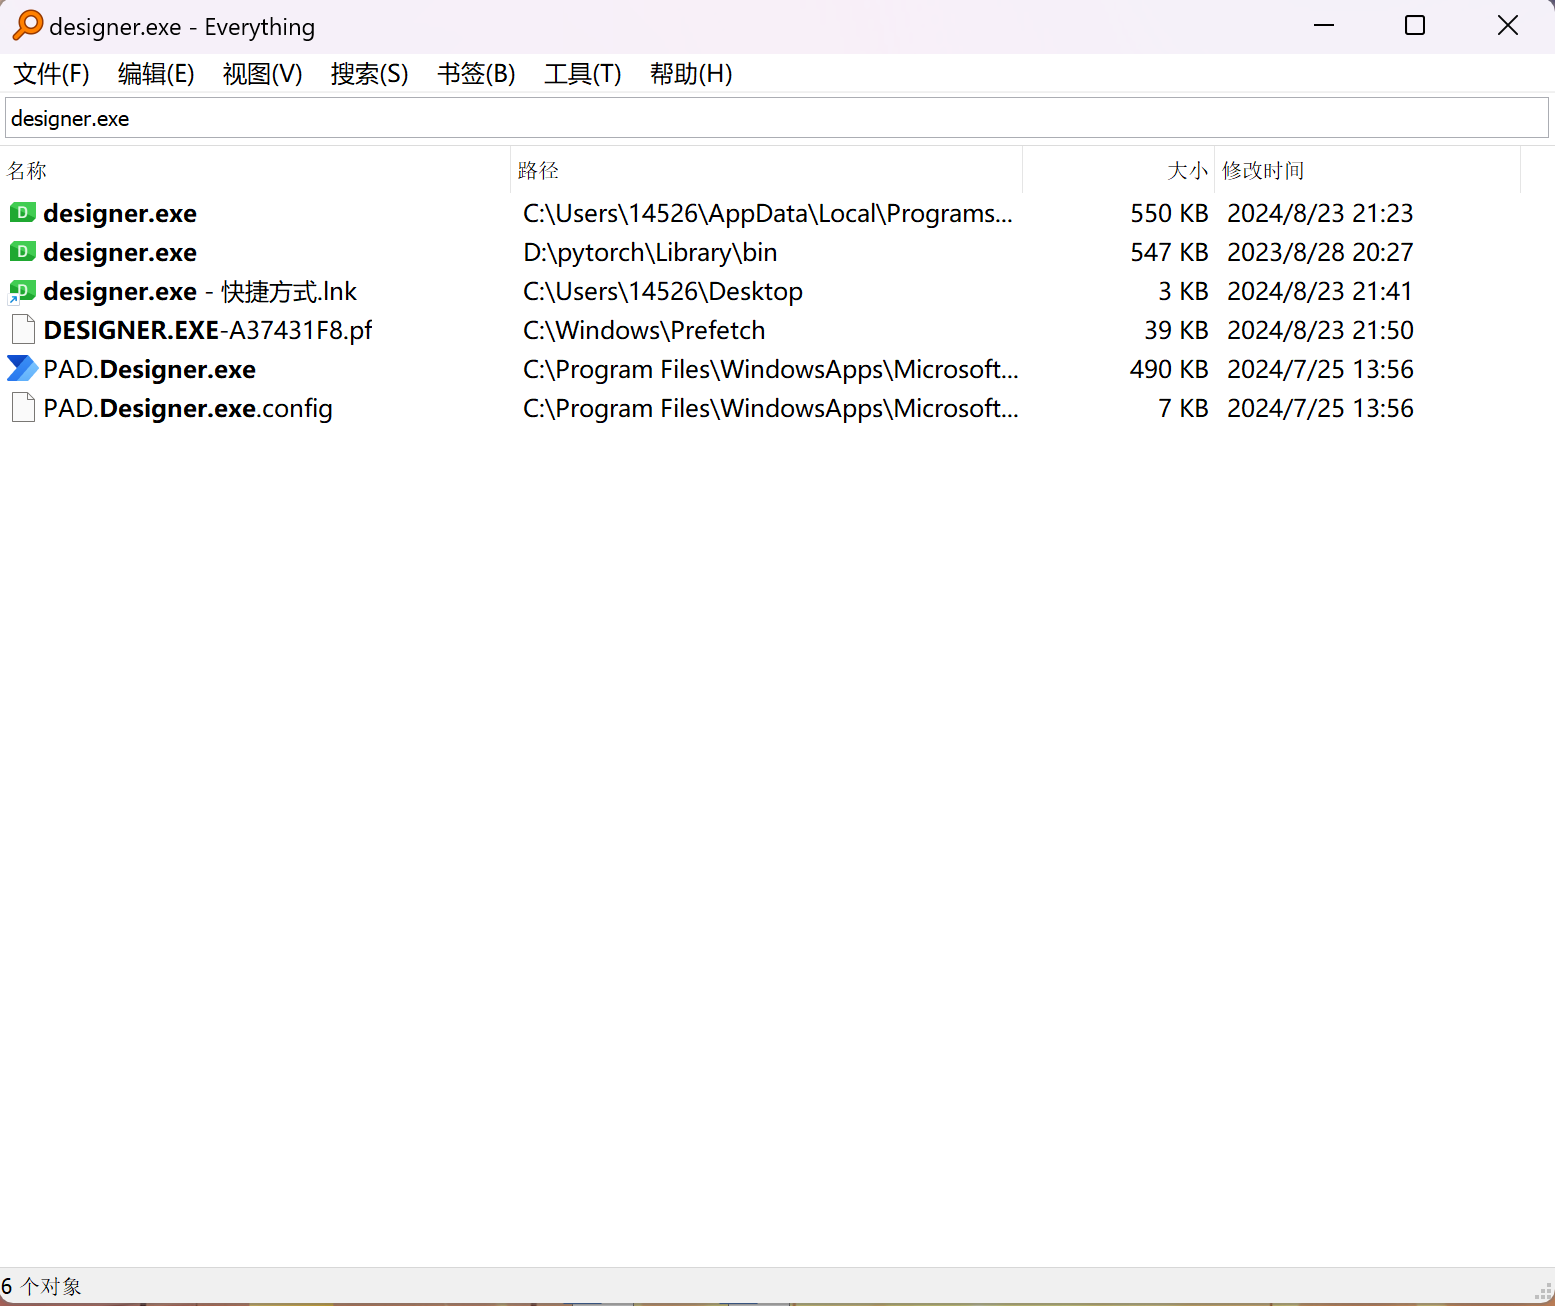 designer.exe - Everything
文件(F) 编辑(E) 视图(V) 搜索(S) 书签(B) 工具(T) 帮助(H)
designer.exe
名称 路径 大小 修改时间
designer.exe C:\Users\14526\AppData\Local\Programs... 550 KB 2024/8/23 21:23
designer.exe D:\pytorch\Library\bin 547 KB 2023/8/28 20:27
designer.exe - 快捷方式.lnk C:\Users\14526\Desktop 3 KB 2024/8/23 21:41
DESIGNER.EXE-A37431F8.pf C:\Windows\Prefetch 39 KB 2024/8/23 21:50
PAD.Designer.exe C:\Program Files\WindowsApps\Microsoft... 490 KB 2024/7/25 13:56
PAD.Designer.exe.config C:\Program Files\WindowsApps\Microsoft... 7 KB 2024/7/25 13:56
6 个对象